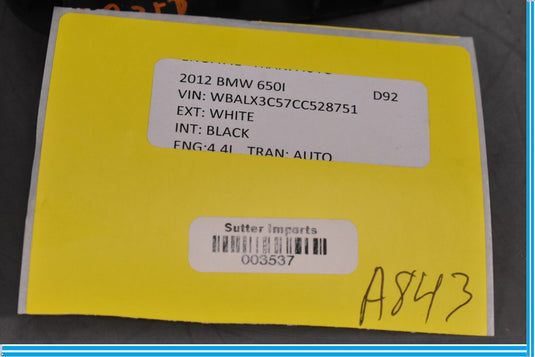 2012 BMW 650I D92
VIN: WBALX3C57CC528751
EXT: WHITE
INT: BLACK
ENG:4.4L TRAN: AUTO
Sutter Imports
003537
A843